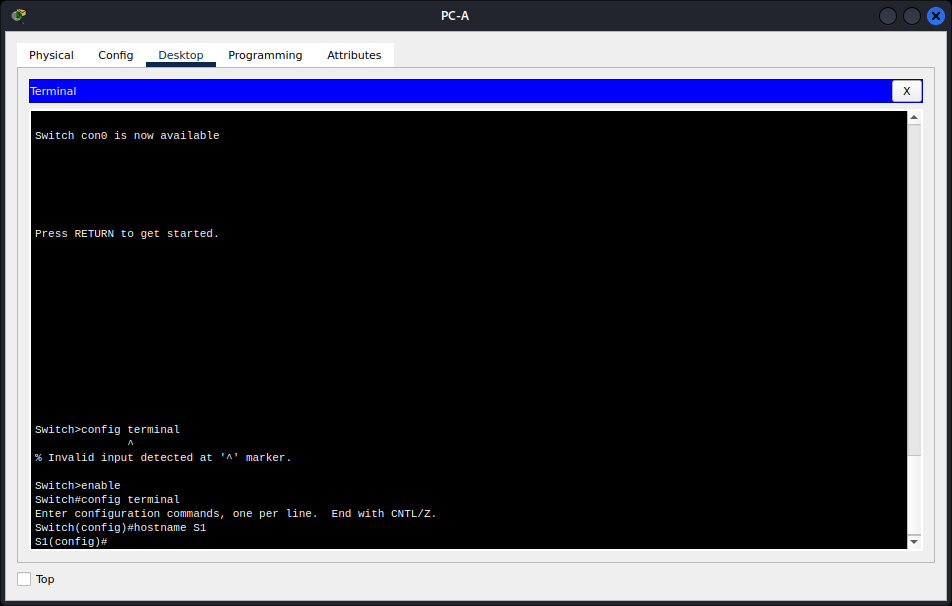 PC-A
Physical Config Desktop Programming Attributes
Terminal X
Switch con0 is now available
Press RETURN to get started.
Switch>config terminal
^
% Invalid input detected at '^' marker.
Switch>enable
Switch#config terminal
Enter configuration commands, one per line.  End with CNTL/Z.
Switch(config)#hostname S1
S1(config)#
Top